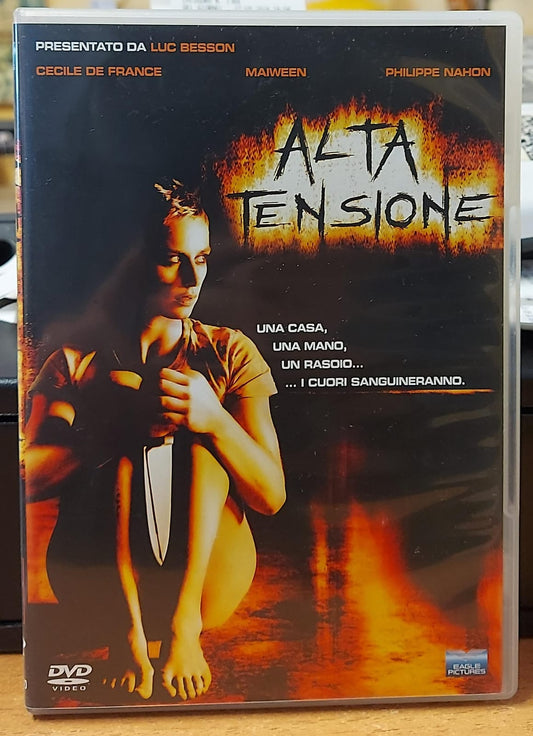 PRESENTATO DA LUC BESSON
CECILE DE FRANCE MAIWEEN PHILIPPE NAHON
ALTA
TENSIONE
UNA CASA,
UNA MANO,
UN RASOIO...
... I CUORI SANGUINERANNO.
DVD
VIDEO
EAGLE
PICTURES